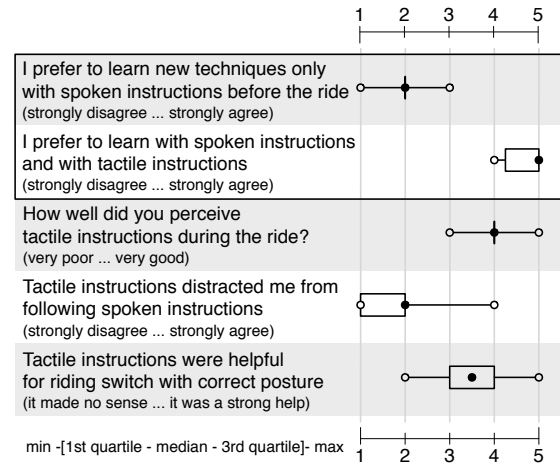 1 2 3 4 5
I prefer to learn new techniques only
with spoken instructions before the ride
(strongly disagree ... strongly agree)
I prefer to learn with spoken instructions
and with tactile instructions
(strongly disagree ... strongly agree)
How well did you perceive
tactile instructions during the ride?
(very poor ... very good)
Tactile instructions distracted me from
following spoken instructions
(strongly disagree ... strongly agree)
Tactile instructions were helpful
for riding switch with correct posture
(it made no sense ... it was a strong help)
min -[1st quartile - median - 3rd quartile]- max
1 2 3 4 5